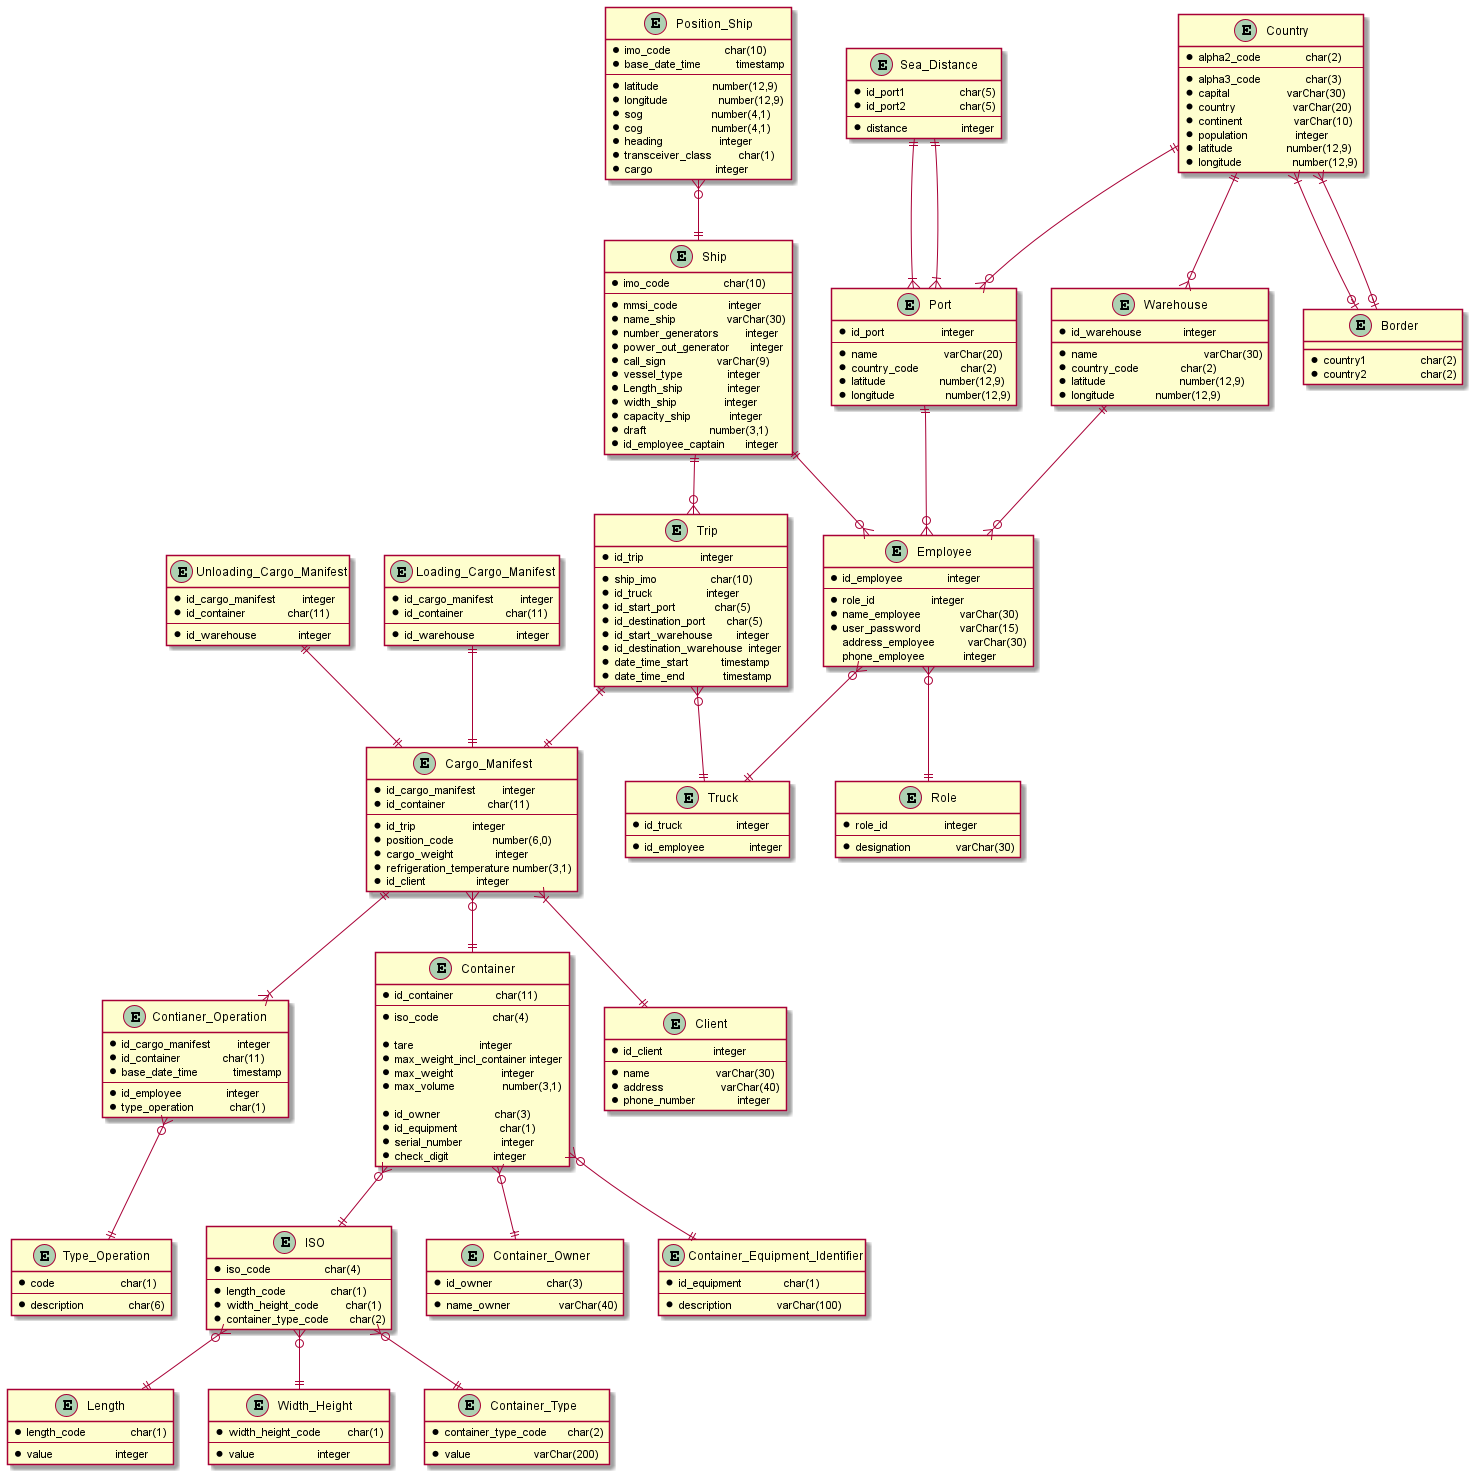 E Position_Ship
imo_code char(10)
base_date_time timestamp
latitude number(12,9)
longitude number(12,9)
sog number(4,1)
cog number(4,1)
heading integer
transceiver_class char(1)
cargo integer
E Sea_Distance
id_port1 char(5)
id_port2 char(5)
distance integer
E Country
alpha2_code char(2)
alpha3_code char(3)
capital varChar(30)
country varChar(20)
continent varChar(10)
population integer
latitude number(12,9)
longitude number(12,9)
E Ship
imo_code char(10)
mmsi_code integer
name_ship varChar(30)
number_generators integer
power_out_generator integer
call_sign varChar(9)
vessel_type integer
Length_ship integer
width_ship integer
capacity_ship integer
draft number(3,1)
id_employee_captain integer
E Port
id_port integer
name varChar(20)
country_code char(2)
latitude number(12,9)
longitude number(12,9)
E Warehouse
id_warehouse integer
name varChar(30)
country_code char(2)
latitude number(12,9)
longitude number(12,9)
E Border
country1 char(2)
country2 char(2)
E Unloading_Cargo_Manifest
id_cargo_manifest integer
id_container char(11)
id_warehouse integer
E Loading_Cargo_Manifest
id_cargo_manifest integer
id_container char(11)
id_warehouse integer
E Trip
id_trip integer
ship_imo char(10)
id_truck integer
id_start_port char(5)
id_destination_port char(5)
id_start_warehouse integer
id_destination_warehouse integer
date_time_start timestamp
date_time_end timestamp
E Employee
id_employee integer
role_id integer
name_employee varChar(30)
user_password varChar(15)
address_employee varChar(30)
phone_employee integer
E Cargo_Manifest
id_cargo_manifest integer
id_container char(11)
id_trip integer
position_code number(6,0)
cargo_weight integer
refrigeration_temperature number(3,1)
id_client integer
E Truck
id_truck integer
id_employee integer
E Role
role_id integer
designation varChar(30)
E Contianer_Operation
id_cargo_manifest integer
id_container char(11)
base_date_time timestamp
id_employee integer
type_operation char(1)
E Container
id_container char(11)
iso_code char(4)
tare integer
max_weight_incl_container integer
max_weight integer
max_volume number(3,1)
id_owner char(3)
id_equipment char(1)
serial_number integer
check_digit integer
E Client
id_client integer
name varChar(30)
address varChar(40)
phone_number integer
E Type_Operation
code char(1)
description char(6)
E ISO
iso_code char(4)
length_code char(1)
width_height_code char(1)
container_type_code char(2)
E Container_Owner
id_owner char(3)
name_owner varChar(40)
E Container_Equipment_Identifier
id_equipment char(1)
description varChar(100)
E Length
length_code char(1)
value integer
E Width_Height
width_height_code char(1)
value integer
E Container_Type
container_type_code char(2)
value varChar(200)